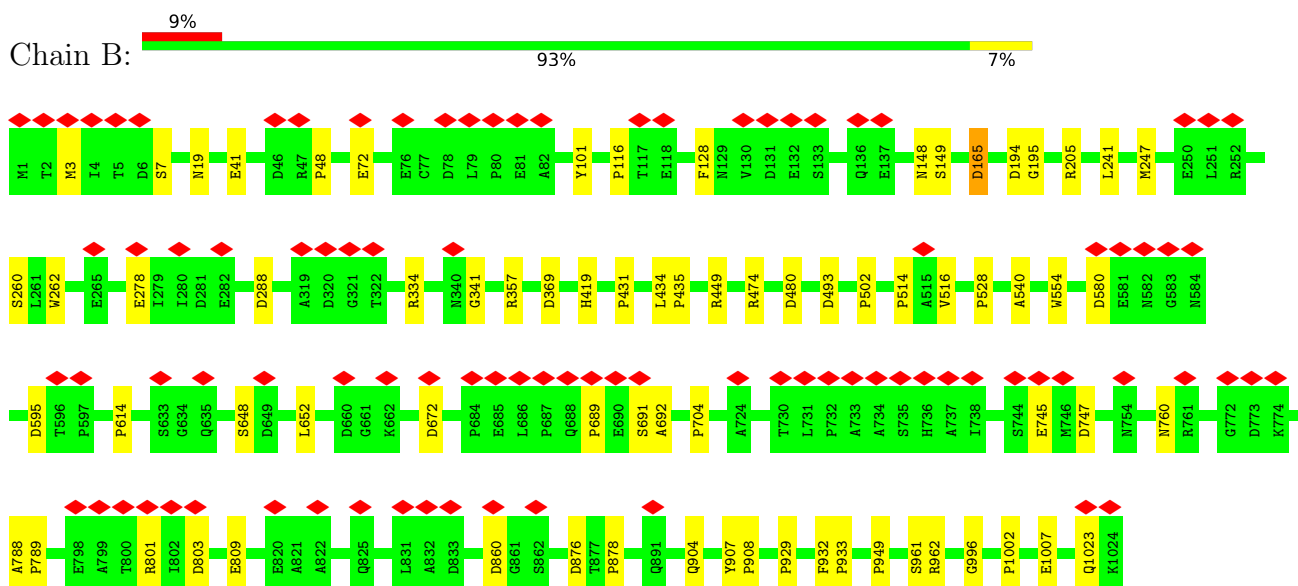 9%
Chain B:
93% 7%
M1 T2 M3 I4 T5 D6 S7 N19 E41 D46 R47 P48 E72 E76 C77 D78 L79 P80 E81 A82 Y101 P116 T117 E118 F128 N129 V130 D131 E132 S133 Q136 E137 N148 S149 D165 D194 G195 R205 L241 M247 E250 L251 R252
S260 L261 W262 E265 E278 I279 I280 D281 E282 D288 A319 D320 G321 T322 R334 N340 G341 R357 D369 H419 P431 L434 P435 R449 R474 D480 D493 P502 P514 A515 V516 P528 A540 W554 D580 E581 N582 G583 N584
D595 T596 P597 P614 S633 G634 Q635 S648 D649 L652 D660 G661 K662 D672 P684 E685 L686 P687 Q688 P689 E690 S691 A692 P704 A724 T730 L731 P732 A733 A734 S735 H736 A737 I738 S744 E745 M746 D747 N754 N760 R761 G772 D773 K774
A788 P789 E798 A799 T800 R801 I802 D803 E809 E820 A821 A822 Q825 L831 A832 D833 D860 G861 S862 D876 T877 P878 Q891 Q904 Y907 P908 P929 F932 P933 P949 S961 R962 G996 P1002 E1007 Q1023 K1024